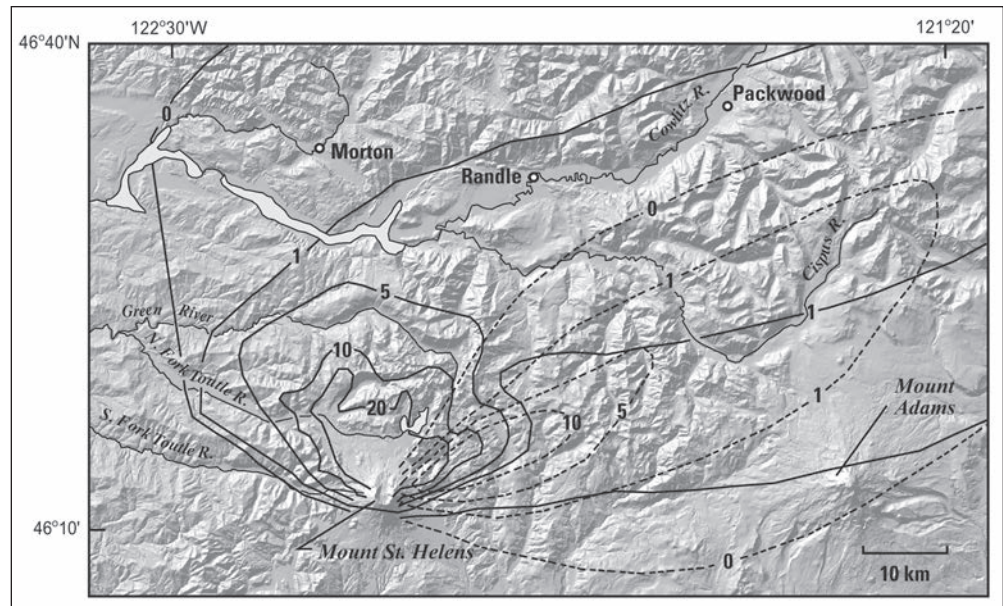 122°30'W
121°20'
46°40'N
Packwood
0
Cowlitz R.
Morton
Randle
0
Cispus R.
1
1
5
1
Green River
N. Fork Toutle R.
10
1
Mount
Adams
20
10
5
S. Fork Toutle R.
46°10'
Mount St. Helens
0
10 km